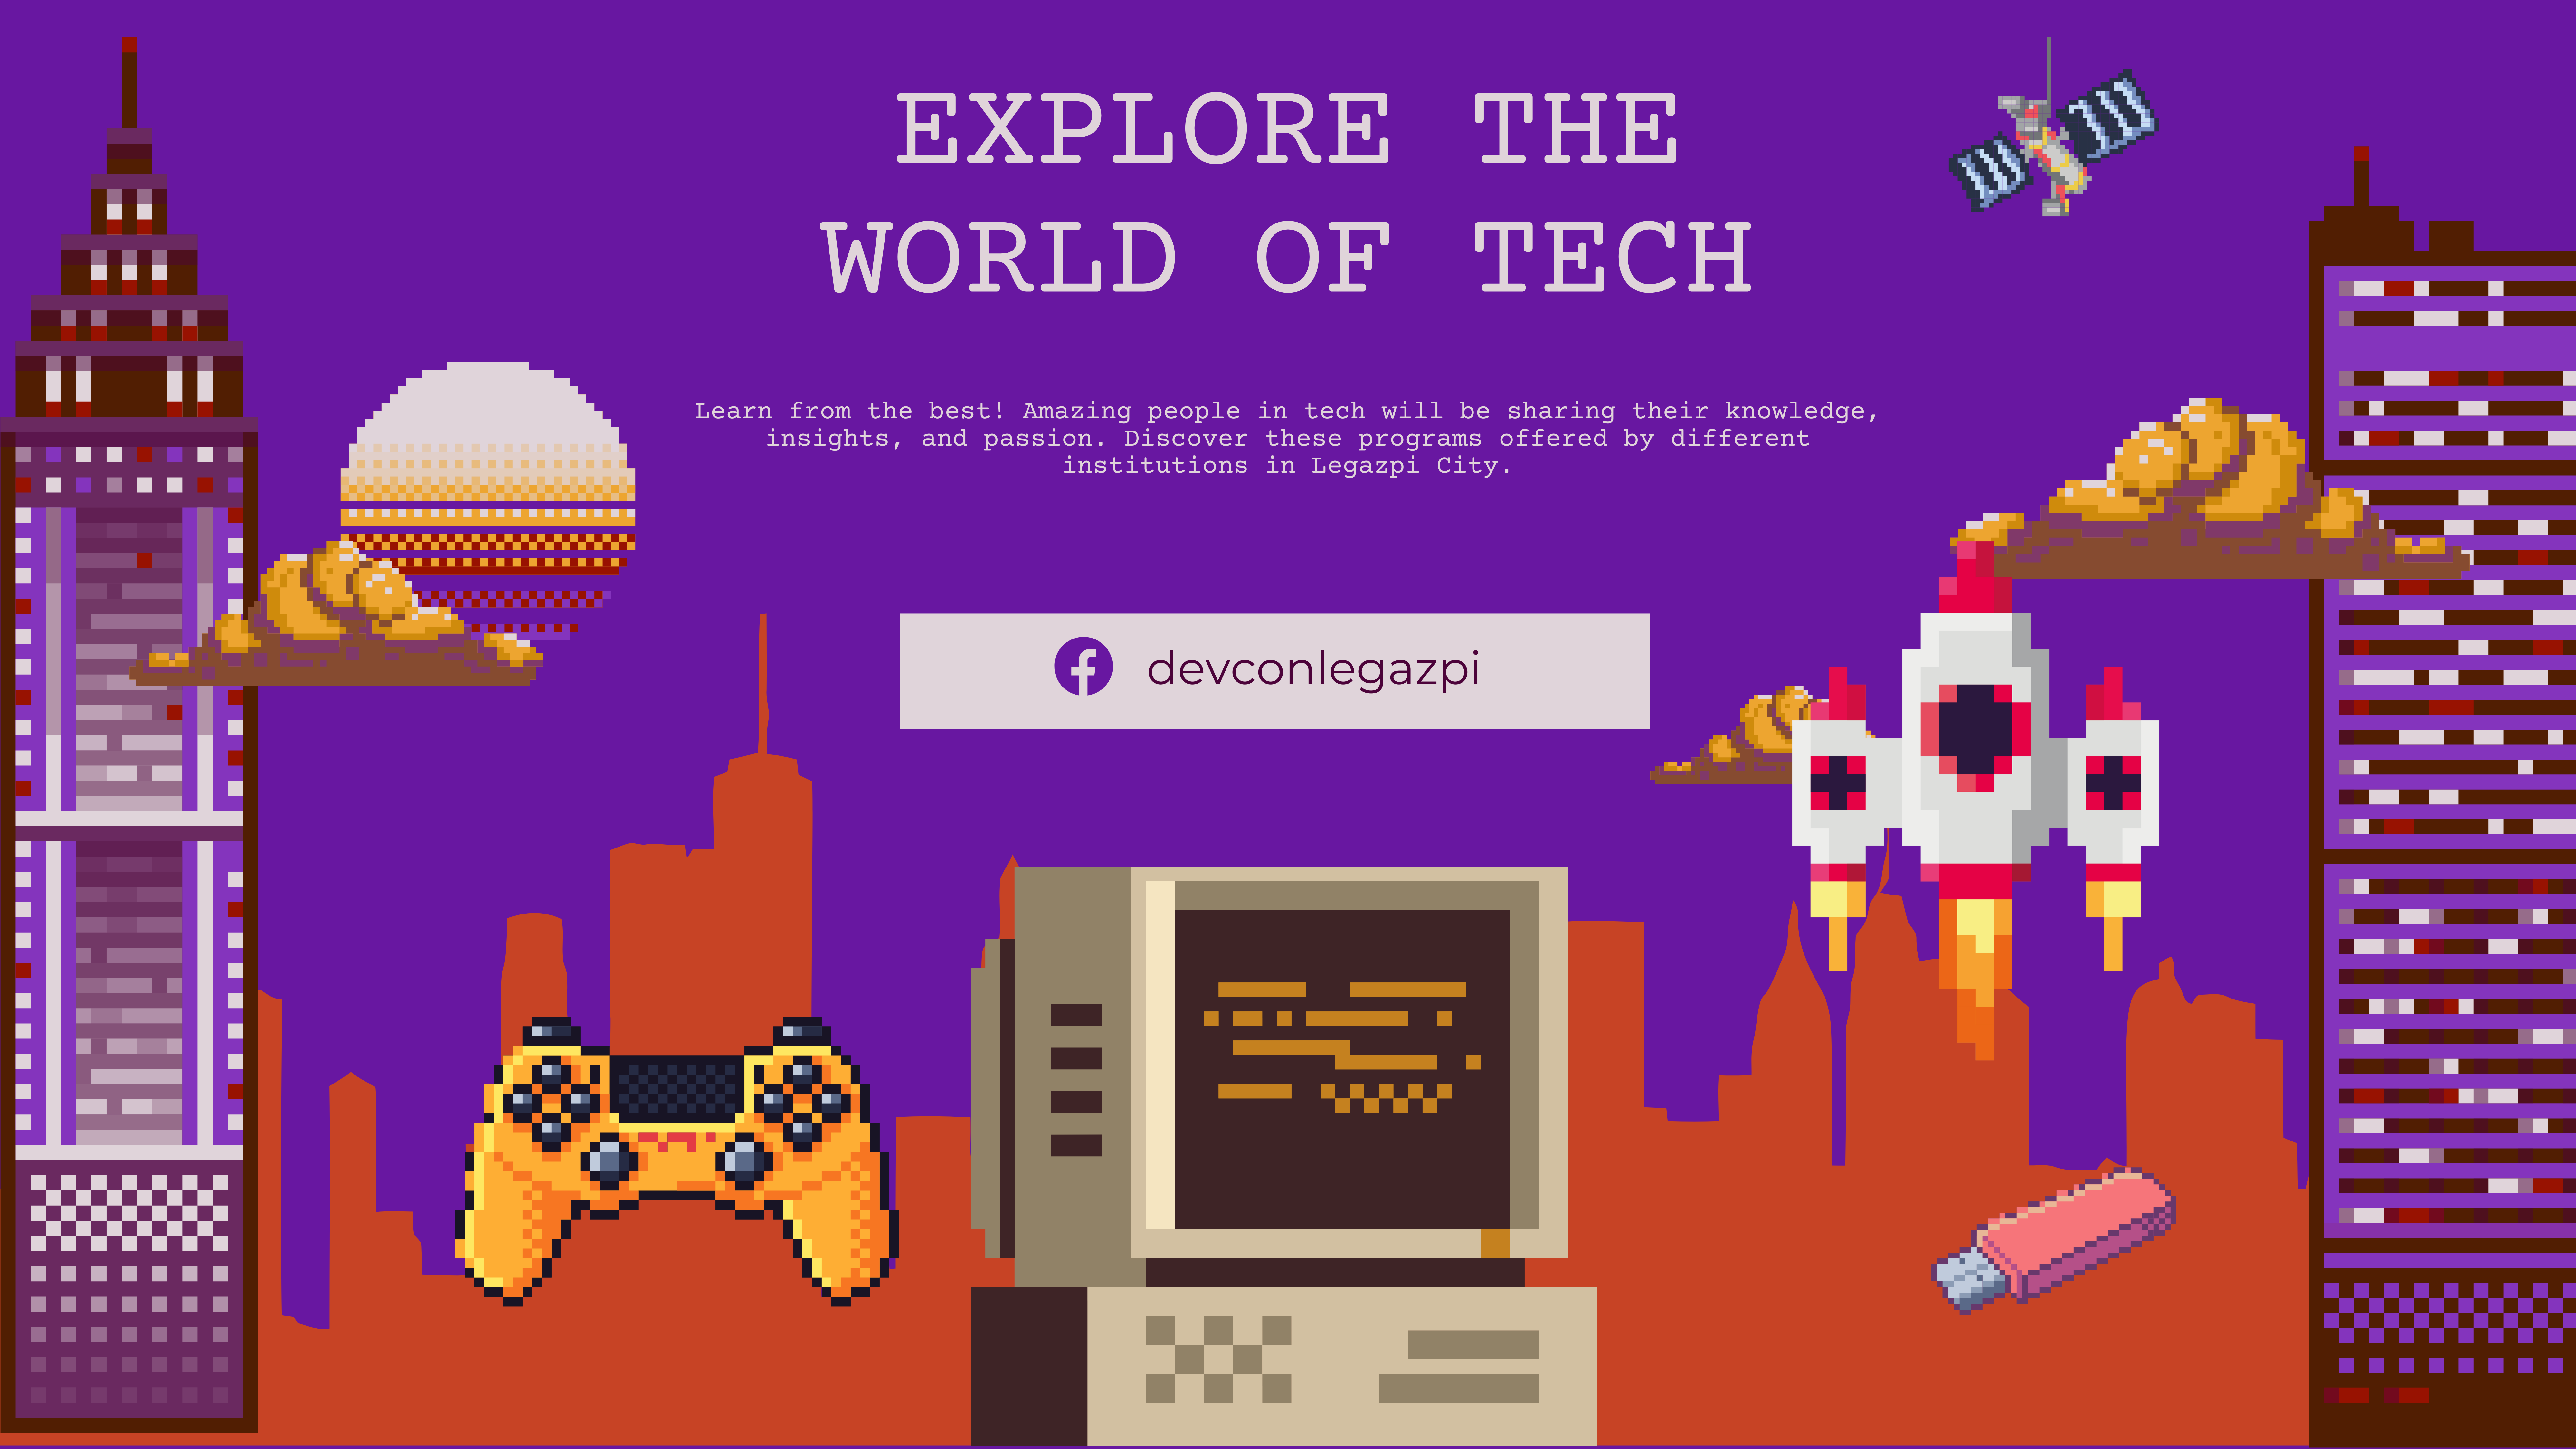 EXPLORE THE
WORLD OF TECH
Learn from the best! Amazing people in tech will be sharing their knowledge,
insights, and passion. Discover these programs offered by different
institutions in Legazpi City.
devconlegazpi